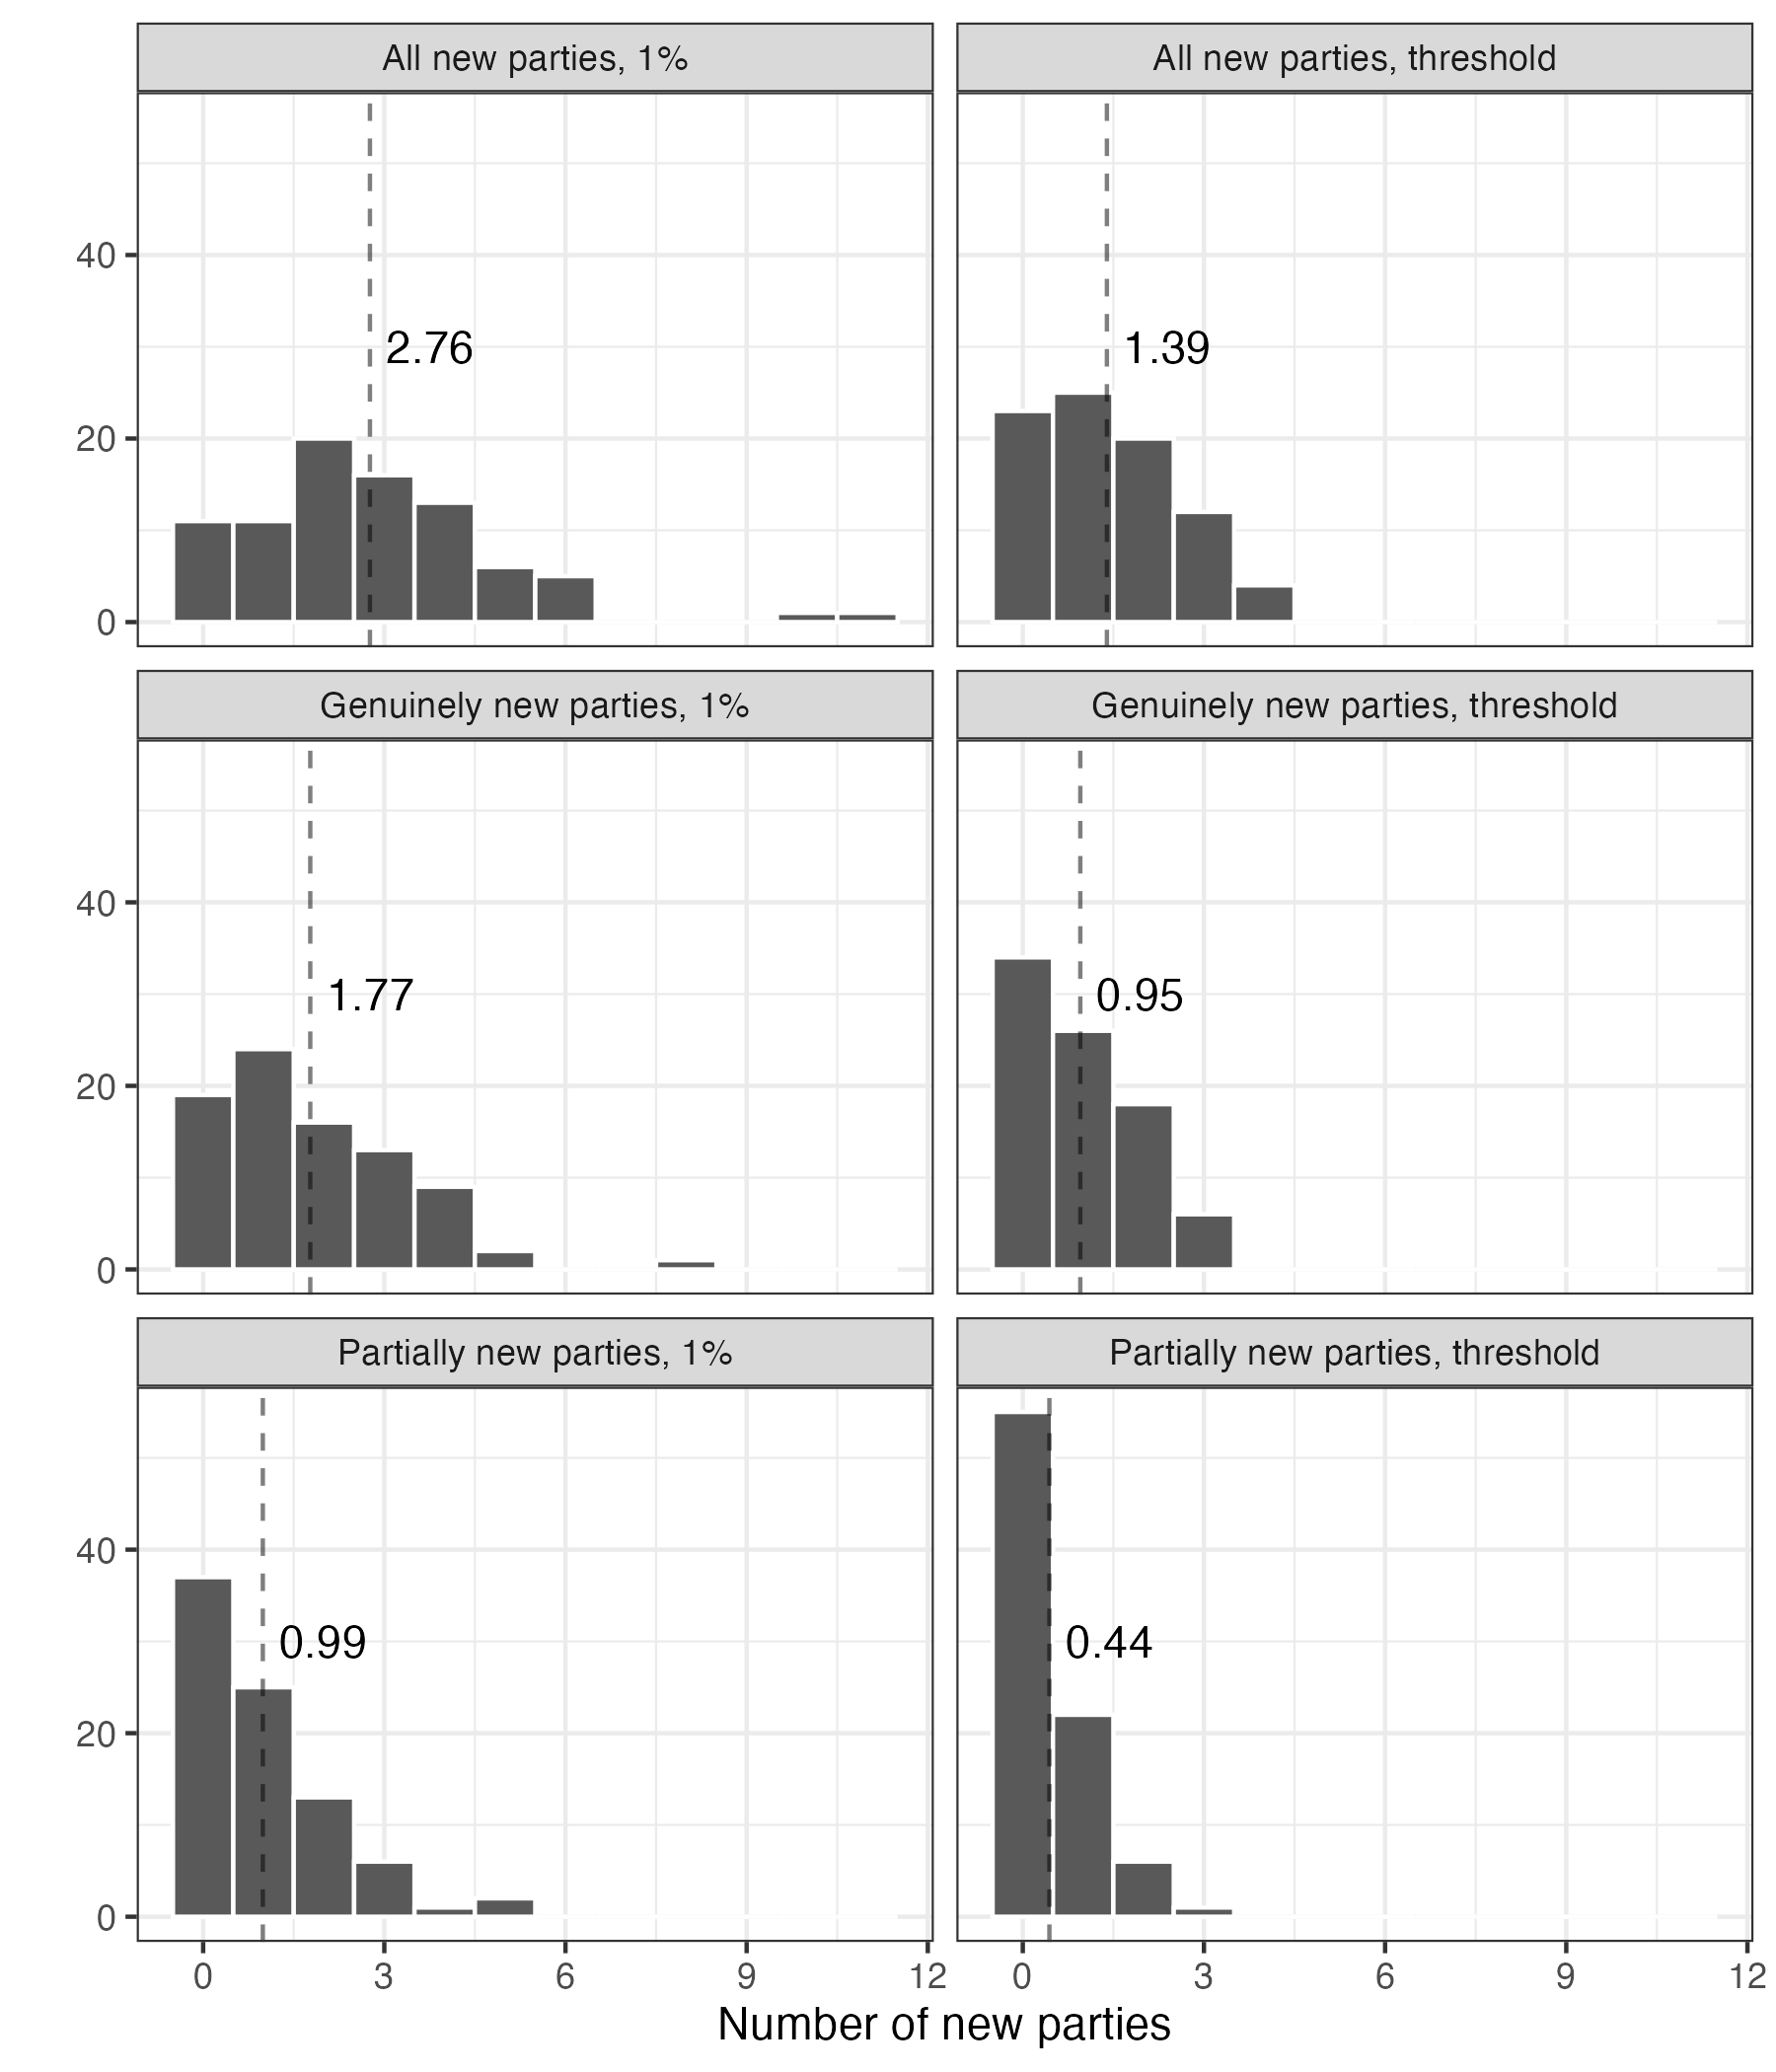 All new parties, 1%
All new parties, threshold
40
20
0
2.76
1.39
Genuinely new parties, 1%
Genuinely new parties, threshold
40
20
0
1.77
0.95
Partially new parties, 1%
Partially new parties, threshold
40
20
0
0.99
0.44
0 3 6 9 12
0 3 6 9 12
Number of new parties